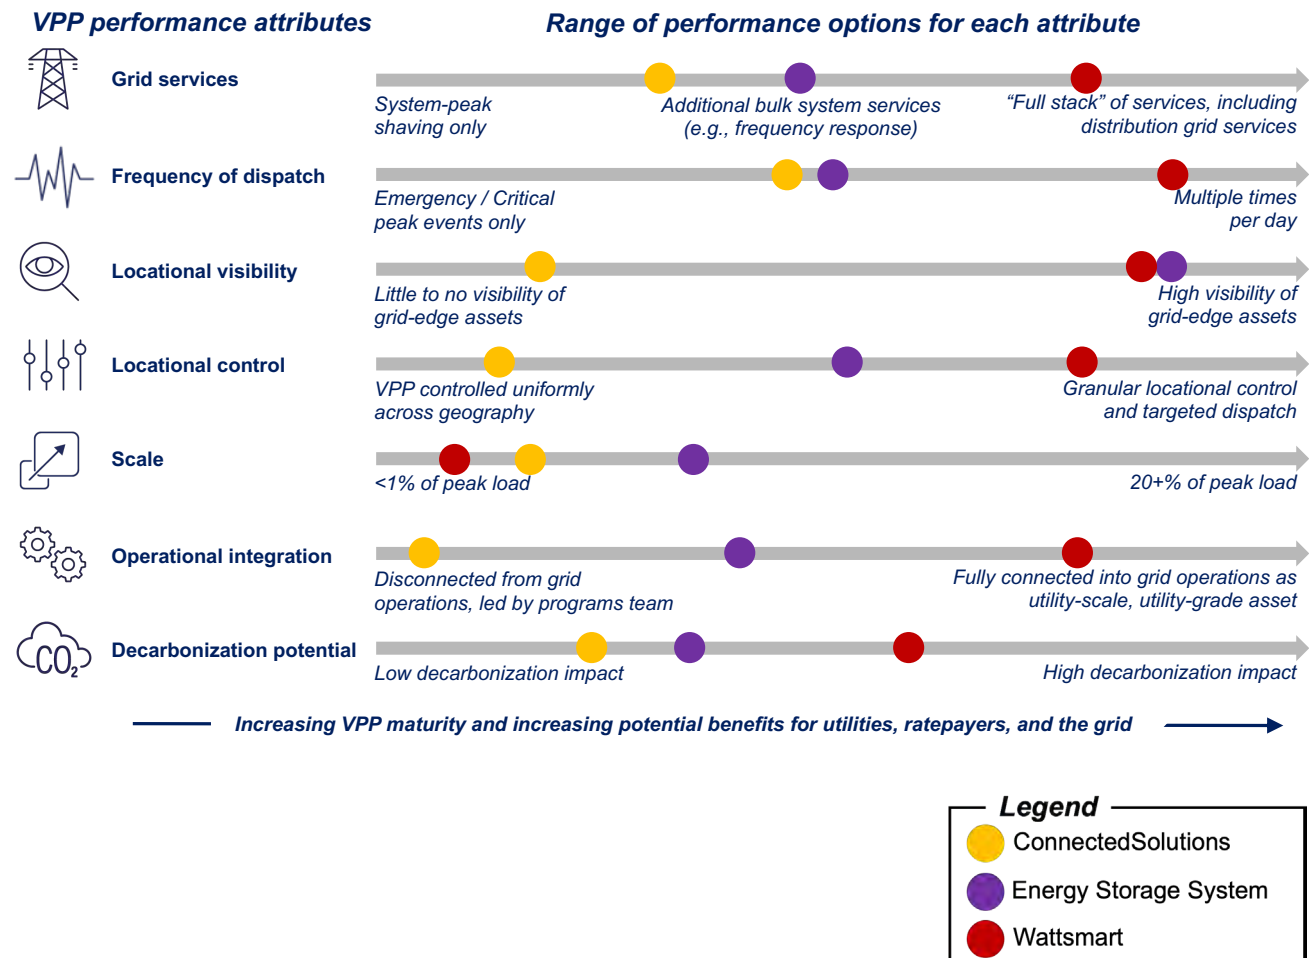 VPP performance attributes
Range of performance options for each attribute
Grid services
System-peak
shaving only
Additional bulk system services
(e.g., frequency response)
“Full stack” of services, including
distribution grid services
Frequency of dispatch
Emergency / Critical
peak events only
Multiple times
per day
Locational visibility
Little to no visibility of
grid-edge assets
High visibility of
grid-edge assets
Locational control
VPP controlled uniformly
across geography
Granular locational control
and targeted dispatch
Scale
<1% of peak load
20+% of peak load
Operational integration
Disconnected from grid
operations, led by programs team
Fully connected into grid operations as
utility-scale, utility-grade asset
CO2
Decarbonization potential
Low decarbonization impact
High decarbonization impact
Increasing VPP maturity and increasing potential benefits for utilities, ratepayers, and the grid
Legend
ConnectedSolutions
Energy Storage System
Wattsmart